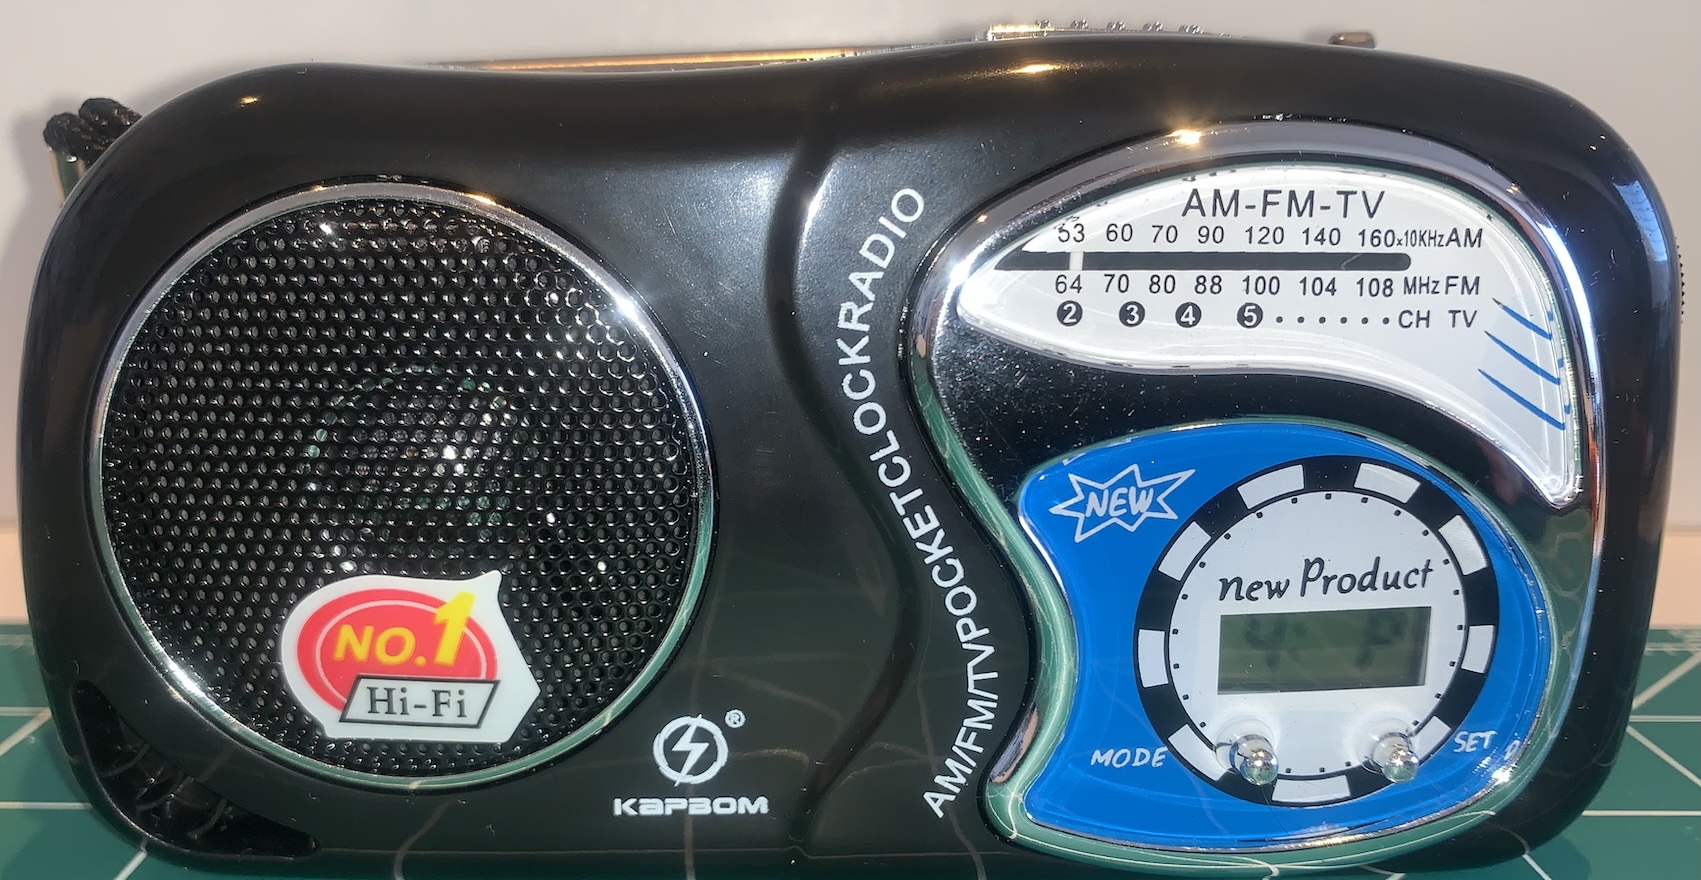 AM/FM/TVPOCKETCLOCKRADIO
AM-FM-TV
53 60 70 90 120 140 160x10KHz AM
64 70 80 88 100 104 108 MHz FM
2 3 4 5 ...... CH TV
NEW
new Product
MODE
SET
NO.1
Hi-Fi
®
KAPBOM